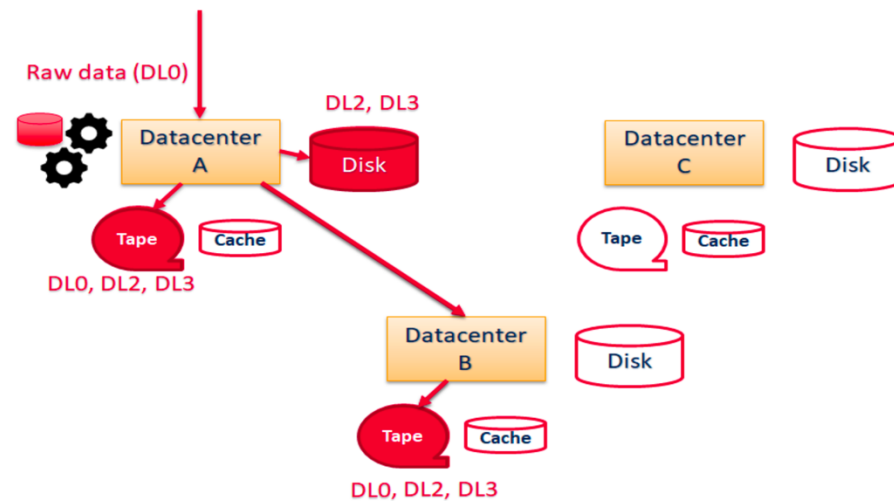 Raw data (DL0)
DL2, DL3
Datacenter
A
Disk
Datacenter
C
Disk
Tape
Cache
DL0, DL2, DL3
Tape
Cache
Datacenter
B
Disk
Tape
Cache
DL0, DL2, DL3